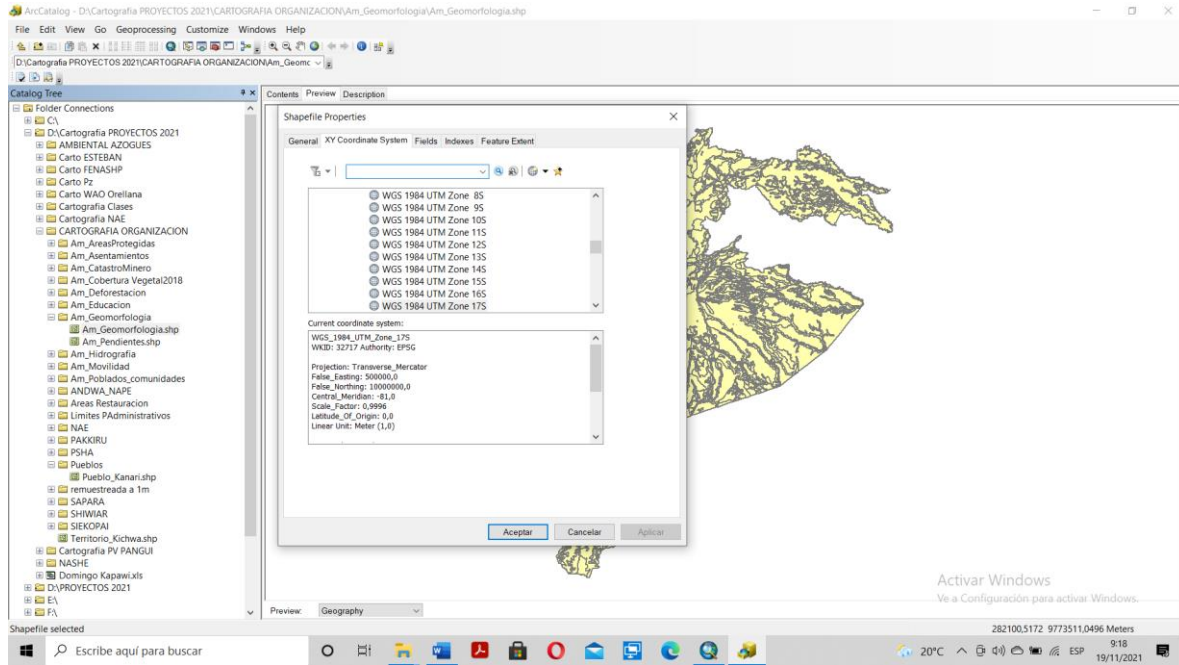 ArcCatalog - D:\Cartografia PROYECTOS 2021\CARTOGRAFIA ORGANIZACION\Am_Geomorfologia\Am_Geomorfologia.shp
File Edit View Go Geoprocessing Customize Windows Help
D:\Cartografia PROYECTOS 2021\CARTOGRAFIA ORGANIZACION\Am_Geomc
Catalog Tree
Folder Connections
C:\
D:\Cartografia PROYECTOS 2021
AMBIENTAL AZOGUES
Carto ESTEBAN
Carto FENASHP
Carto Pz
Carto WAO Orellana
Cartografia Clases
Cartografia NAE
CARTOGRAFIA ORGANIZACION
Am_AreasProtegidas
Am_Asentamientos
Am_CatastroMinero
Am_Cobertura Vegetal2018
Am_Deforestacion
Am_Educacion
Am_Geomorfologia
Am_Geomorfologia.shp
Am_Pendientes.shp
Am_Hidrografia
Am_Movilidad
Am_Poblados_comunidades
ANDWA_NAPE
Areas Restauracion
Limites PAdministrativos
NAE
PAKKIRU
PSHA
Pueblos
Pueblo_Kanari.shp
remuestreada a 1m
SAPARA
SHIWIAR
SIEKOPAI
Territorio_Kichwa.shp
Cartografia PV PANGUI
NASHE
Domingo Kapawi.xls
D:\PROYECTOS 2021
E:\
F:\
Contents Preview Description
Shapefile Properties
General XY Coordinate System Fields Indexes Feature Extent
WGS 1984 UTM Zone 8S
WGS 1984 UTM Zone 9S
WGS 1984 UTM Zone 10S
WGS 1984 UTM Zone 11S
WGS 1984 UTM Zone 12S
WGS 1984 UTM Zone 13S
WGS 1984 UTM Zone 14S
WGS 1984 UTM Zone 15S
WGS 1984 UTM Zone 16S
WGS 1984 UTM Zone 17S
Current coordinate system:
WGS_1984_UTM_Zone_17S
WKID: 32717 Authority: EPSG
Projection: Transverse_Mercator
False_Easting: 500000,0
False_Northing: 10000000,0
Central_Meridian: -81,0
Scale_Factor: 0,9996
Latitude_Of_Origin: 0,0
Linear Unit: Meter (1,0)
Aceptar Cancelar Aplicar
Activar Windows
Ve a Configuración para activar Windows.
Preview: Geography
Shapefile selected
282100,5172 9773511,0496 Meters
Escribe aquí para buscar
20°C ESP
9:18
19/11/2021